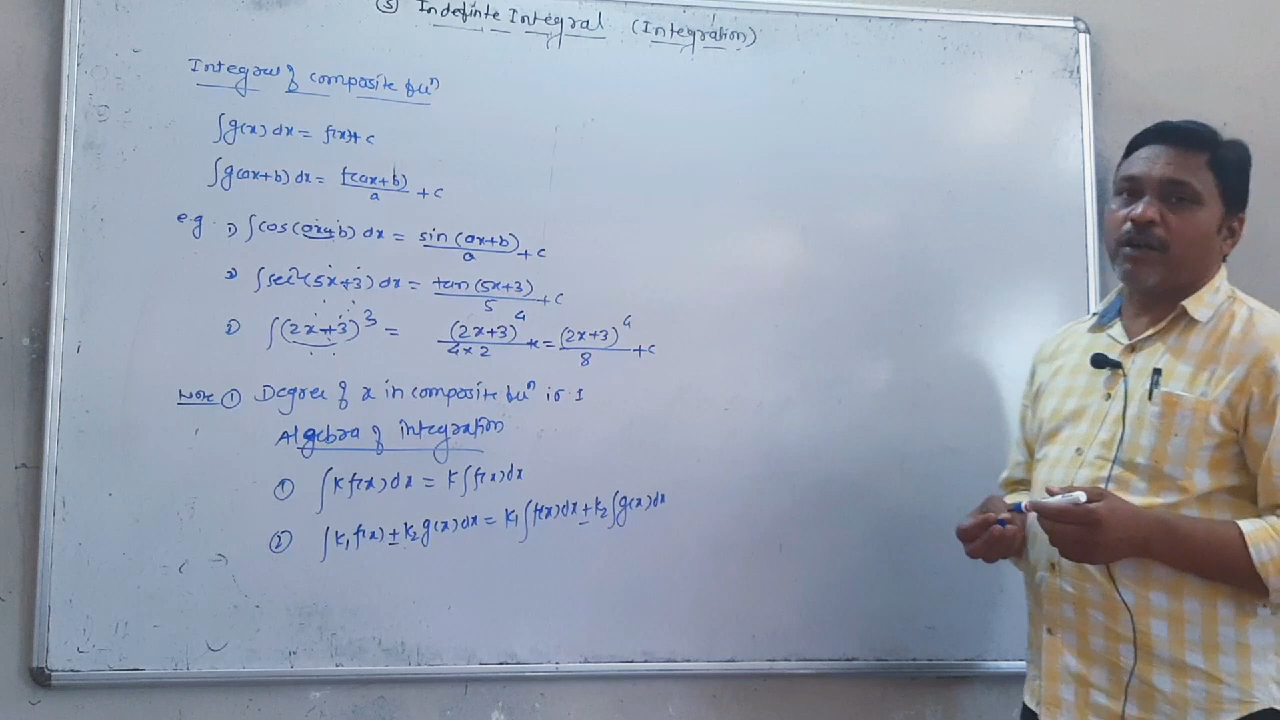 ⑤ Indefinte Integral (Integration)
Integral of composite fuⁿ
∫g(x) dx = f(x)+c
∫g(ax+b) dx = f(ax+b)/a + c
e.g. 1) ∫cos(ax+b) dx = sin(ax+b)/a + c
2) ∫sec²(5x+3) dx = tan(5x+3)/5 + c
3) ∫(2x+3)³ = (2x+3)⁴/4×2 = (2x+3)⁴/8 + c
Note ① Degree of x in composite fuⁿ is 1
Algebra of integration
① ∫K f(x) dx = K∫f(x) dx
② ∫K₁f(x) ± K₂g(x) dx = K₁∫f(x) dx ± K₂∫g(x) dx